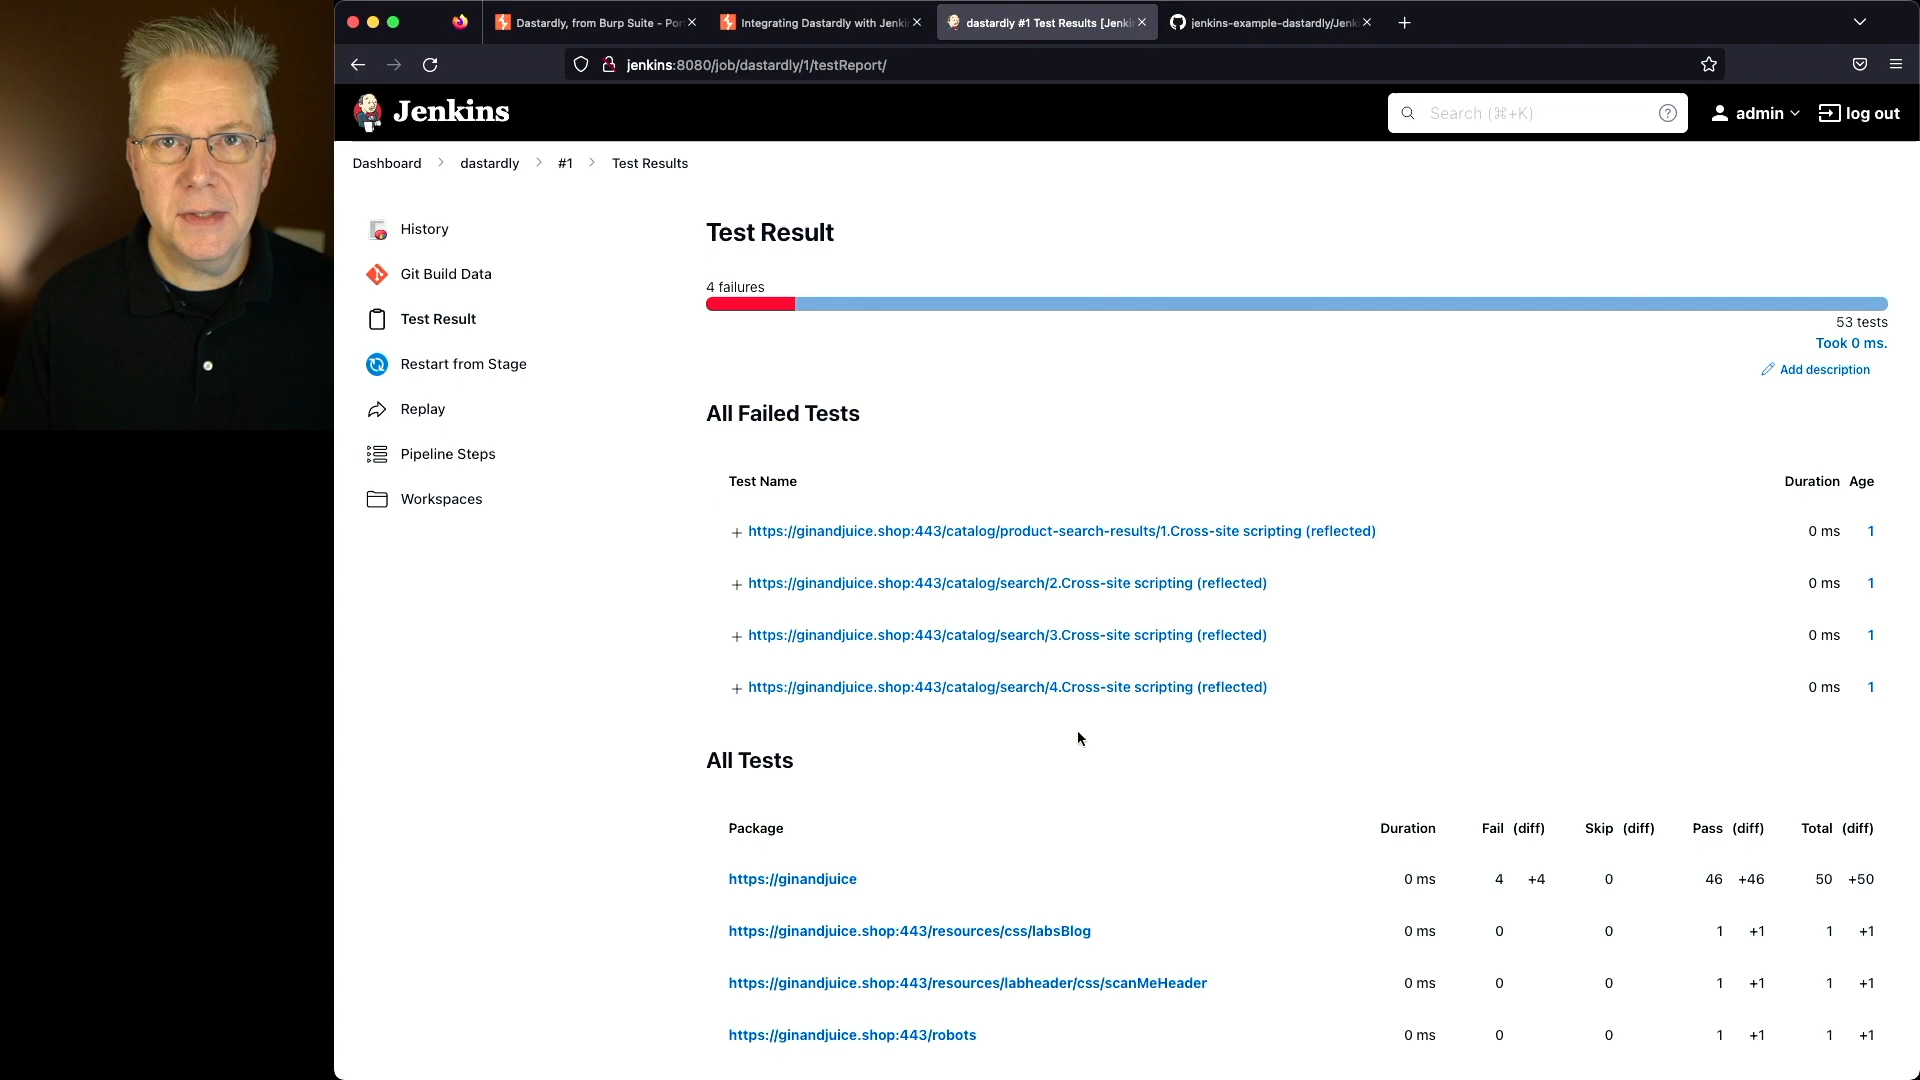 Dastardly, from Burp Suite - Por
Integrating Dastardly with Jenki
dastardly #1 Test Results [Jenki
jenkins-example-dastardly/Jenk
jenkins:8080/job/dastardly/1/testReport/
Jenkins
Search (⌘+K)
admin
log out
Dashboard
dastardly
#1
Test Results
History
Git Build Data
Test Result
Restart from Stage
Replay
Pipeline Steps
Workspaces
Test Result
4 failures
53 tests
Took 0 ms.
Add description
All Failed Tests
Test Name Duration Age
https://ginandjuice.shop:443/catalog/product-search-results/1.Cross-site scripting (reflected) 0 ms 1
https://ginandjuice.shop:443/catalog/search/2.Cross-site scripting (reflected) 0 ms 1
https://ginandjuice.shop:443/catalog/search/3.Cross-site scripting (reflected) 0 ms 1
https://ginandjuice.shop:443/catalog/search/4.Cross-site scripting (reflected) 0 ms 1
All Tests
Package Duration Fail (diff) Skip (diff) Pass (diff) Total (diff)
https://ginandjuice 0 ms 4 +4 0 46 +46 50 +50
https://ginandjuice.shop:443/resources/css/labsBlog 0 ms 0 0 1 +1 1 +1
https://ginandjuice.shop:443/resources/labheader/css/scanMeHeader 0 ms 0 0 1 +1 1 +1
https://ginandjuice.shop:443/robots 0 ms 0 0 1 +1 1 +1